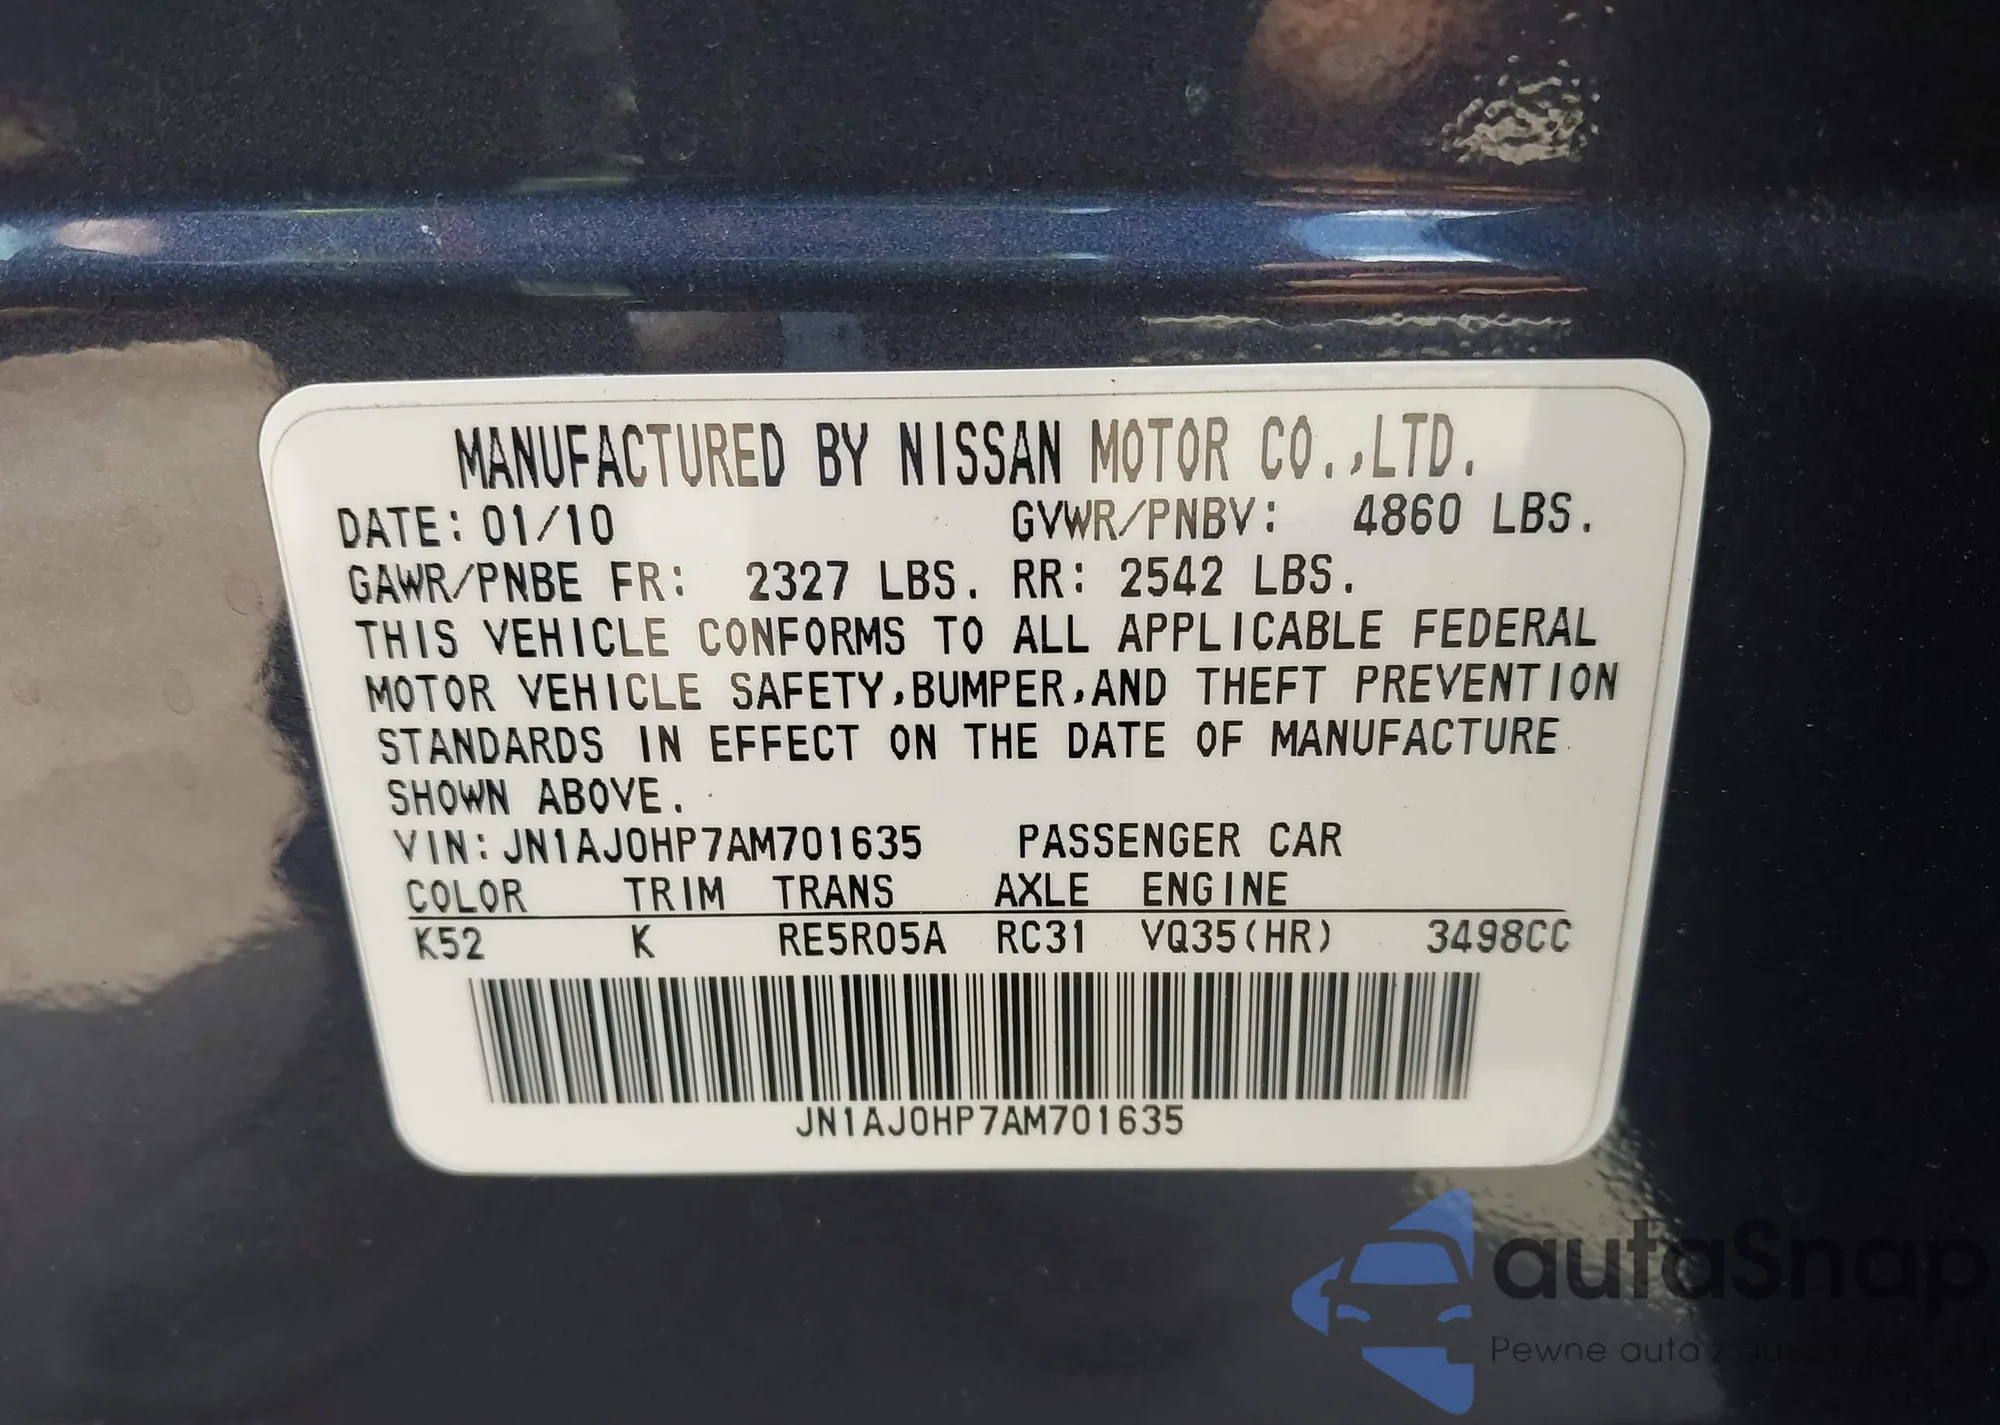 MANUFACTURED BY NISSAN MOTOR CO.,LTD.
DATE: 01/10 GVWR/PNBV: 4860 LBS.
GAWR/PNBE FR: 2327 LBS. RR: 2542 LBS.
THIS VEHICLE CONFORMS TO ALL APPLICABLE FEDERAL
MOTOR VEHICLE SAFETY,BUMPER,AND THEFT PREVENTION
STANDARDS IN EFFECT ON THE DATE OF MANUFACTURE
SHOWN ABOVE.
VIN: JN1AJ0HP7AM701635 PASSENGER CAR
COLOR TRIM TRANS AXLE ENGINE
K52 K RE5R05A RC31 VQ35(HR) 3498CC
JN1AJ0HP7AM701635
autaSnap
Pewne auta z